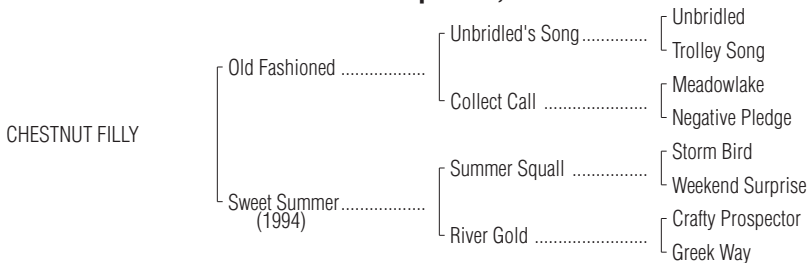 Unbridled
Unbridled's Song..............
Trolley Song
Old Fashioned ..................
Meadowlake
Collect Call ......................
Negative Pledge
CHESTNUT FILLY
Storm Bird
Summer Squall ................
Weekend Surprise
Sweet Summer..................
(1994)
Crafty Prospector
River Gold ........................
Greek Way